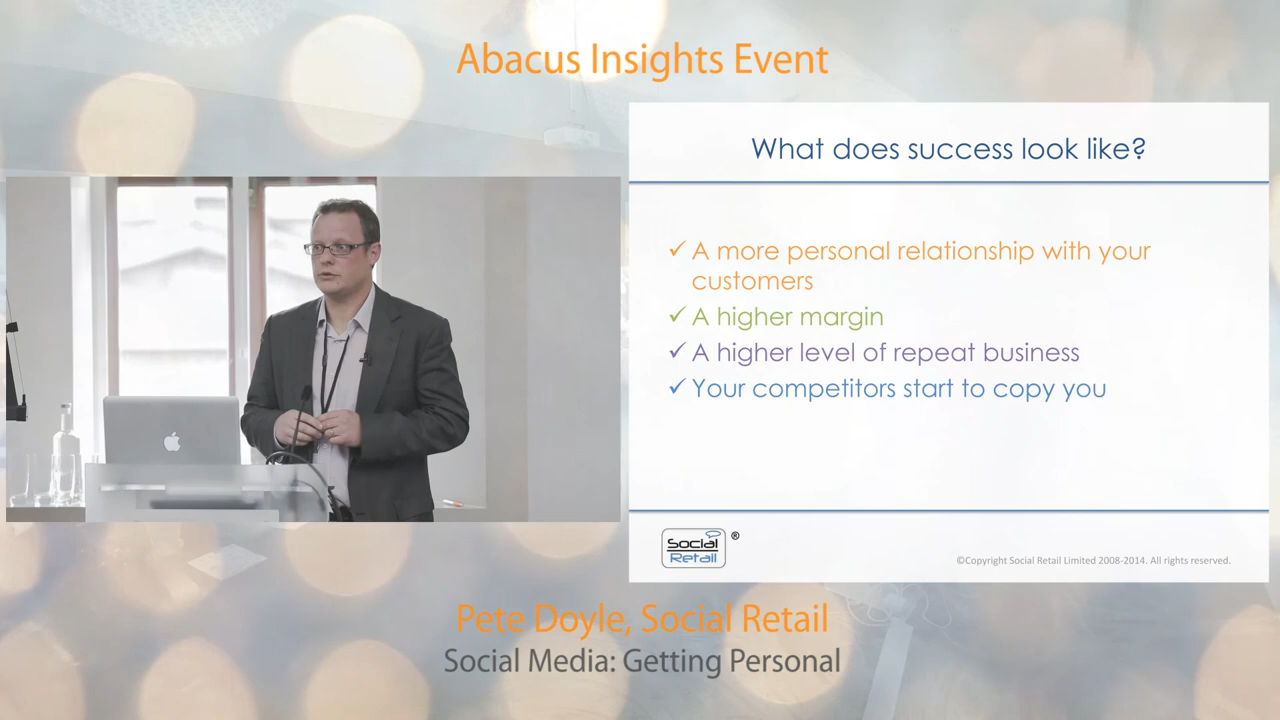 Abacus Insights Event
What does success look like?
✓ A more personal relationship with your
customers
✓ A higher margin
✓ A higher level of repeat business
✓ Your competitors start to copy you
Social
Retail
®
©Copyright Social Retail Limited 2008-2014. All rights reserved.
Pete Doyle, Social Retail
Social Media: Getting Personal